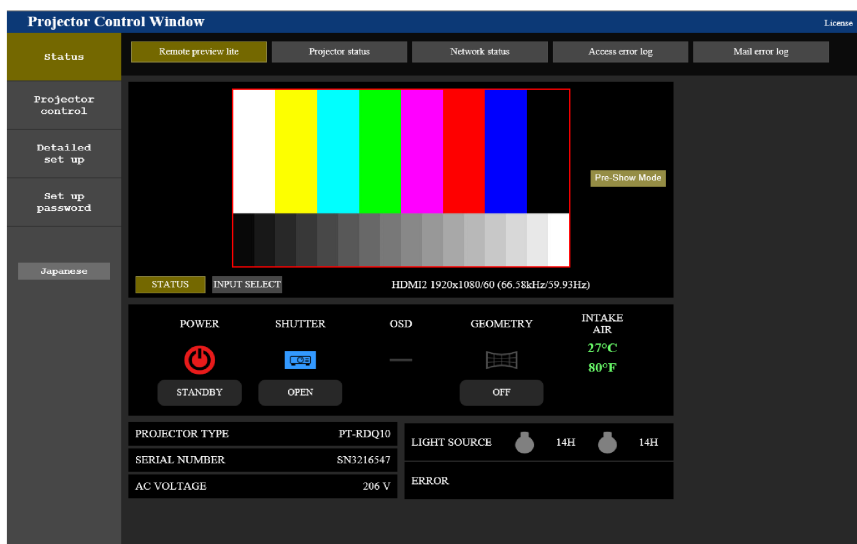 Projector Control Window
License
Status
Remote preview lite
Projector status
Network status
Access error log
Mail error log
Projector
control
Detailed
set up
Set up
password
Japanese
Pre-Show Mode
STATUS
INPUT SELECT
HDMI2 1920x1080/60 (66.58kHz/59.93Hz)
POWER
SHUTTER
OSD
GEOMETRY
INTAKE
AIR
27°C
80°F
STANDBY
OPEN
OFF
PROJECTOR TYPE PT-RDQ10
SERIAL NUMBER SN3216547
AC VOLTAGE 206 V
LIGHT SOURCE 14H 14H
ERROR